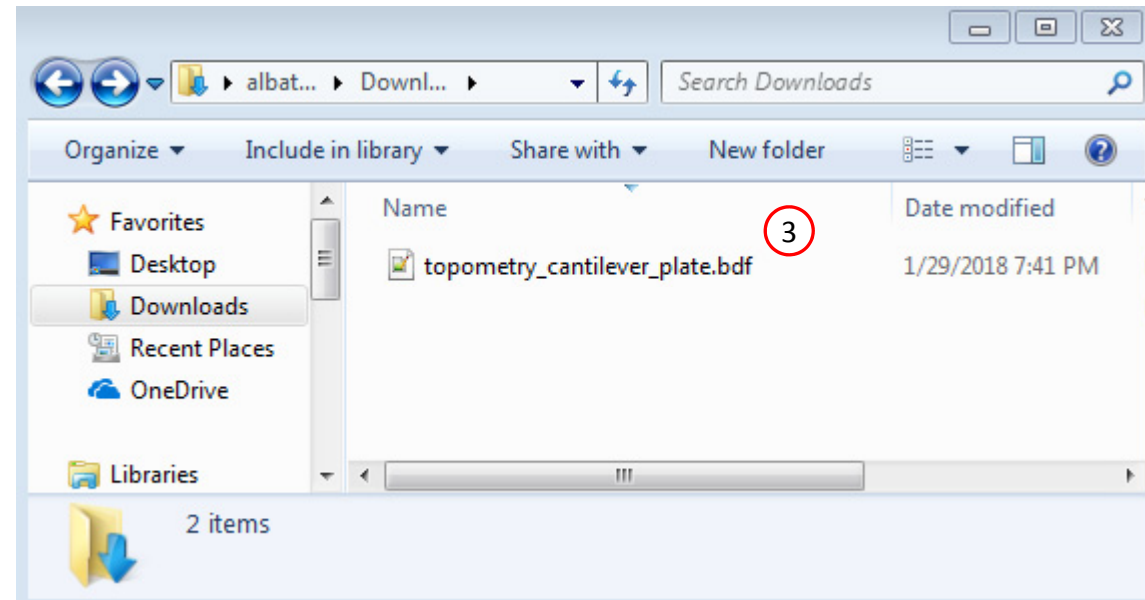 albat... Downl... Search Downloads
Organize Include in library Share with New folder
Favorites
Desktop
Downloads
Recent Places
OneDrive
Libraries
Name Date modified
3
topometry_cantilever_plate.bdf 1/29/2018 7:41 PM
2 items